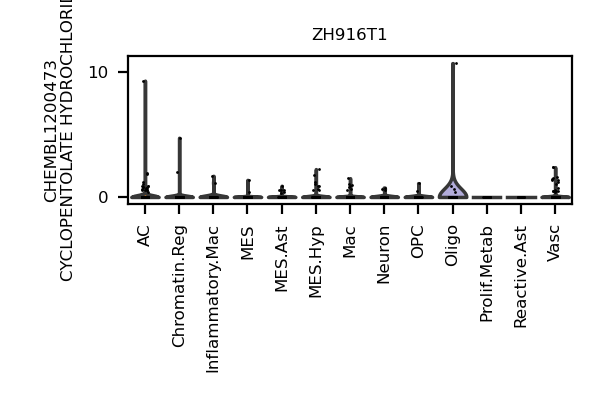 ZH916T1
CHEMBL1200473
CYCLOPENTOLATE HYDROCHLORI
10
0
AC
Chromatin.Reg
Inflammatory.Mac
MES
MES.Ast
MES.Hyp
Mac
Neuron
OPC
Oligo
Prolif.Metab
Reactive.Ast
Vasc